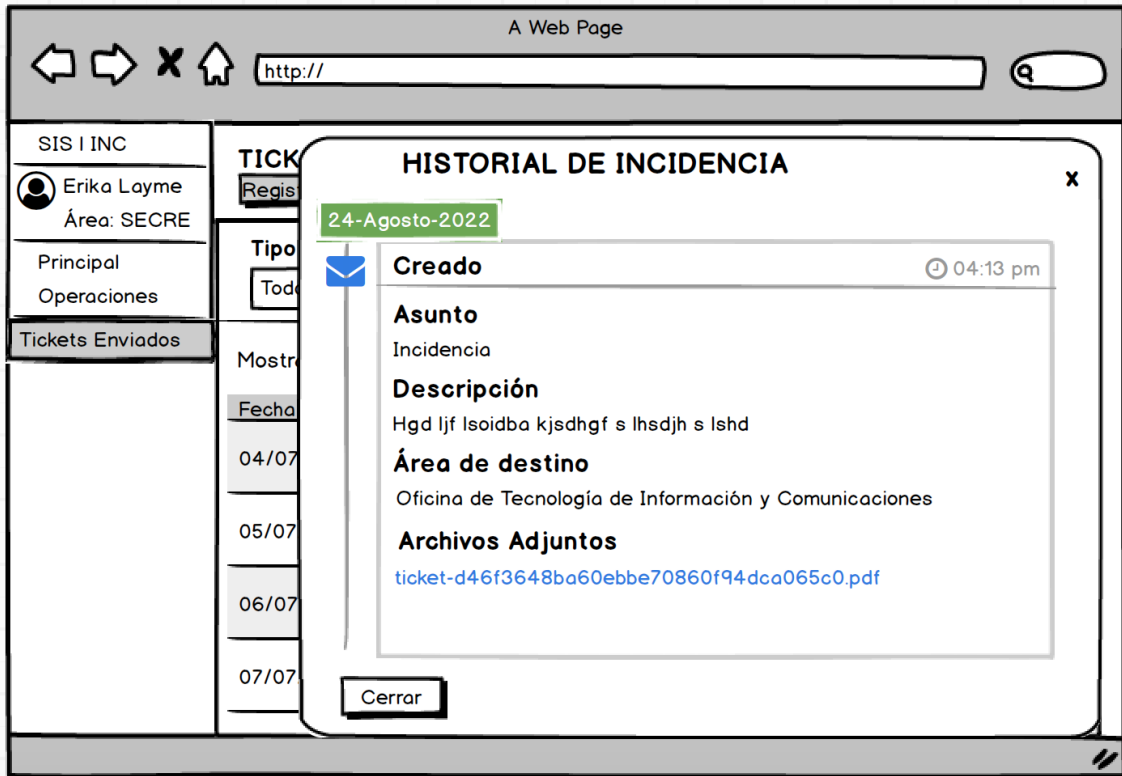 A Web Page
http://
SIS I INC
Erika Layme
Área: SECRE
Principal
Operaciones
Tickets Enviados
TICK
Regis
Tipo
Todo
Mostra
Fecha
04/07
05/07
06/07
07/07
HISTORIAL DE INCIDENCIA
x
24-Agosto-2022
Creado
04:13 pm
Asunto
Incidencia
Descripción
Hgd ljf lsoidba kjsdhgf s lhsdjh s lshd
Área de destino
Oficina de Tecnología de Información y Comunicaciones
Archivos Adjuntos
ticket-d46f3648ba60ebbe70860f94dca065c0.pdf
Cerrar